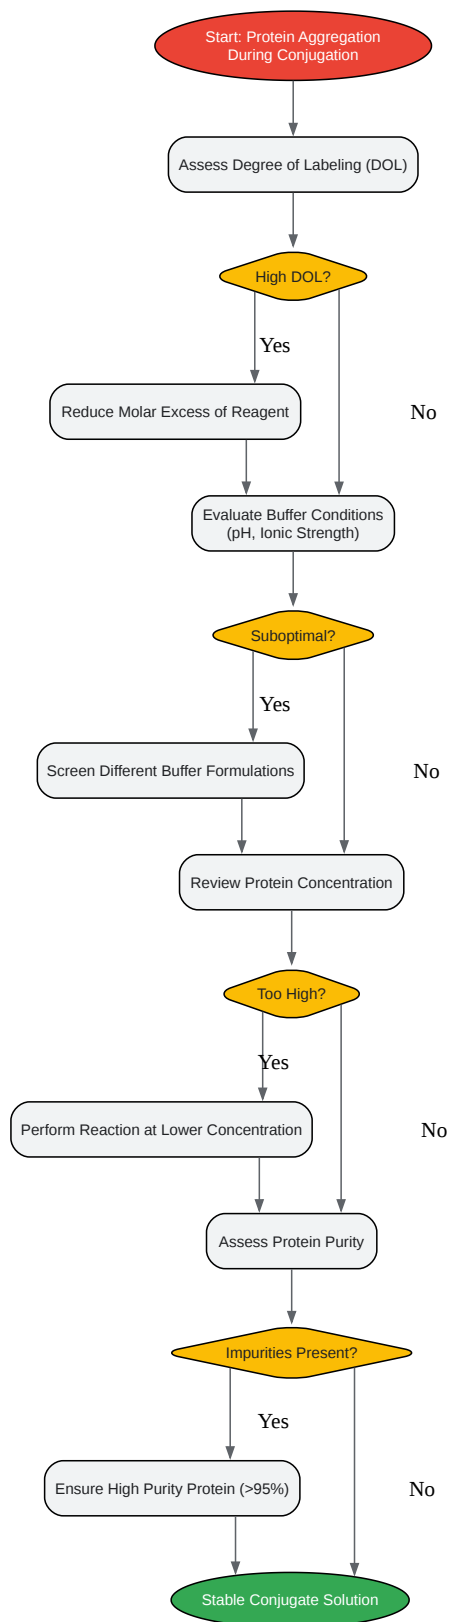 Start: Protein Aggregation
During Conjugation
Assess Degree of Labeling (DOL)
High DOL?
Yes
Reduce Molar Excess of Reagent
No
Evaluate Buffer Conditions
(pH, Ionic Strength)
Suboptimal?
Yes
Screen Different Buffer Formulations
No
Review Protein Concentration
Too High?
Yes
Perform Reaction at Lower Concentration
No
Assess Protein Purity
Impurities Present?
Yes
Ensure High Purity Protein (>95%)
No
Stable Conjugate Solution